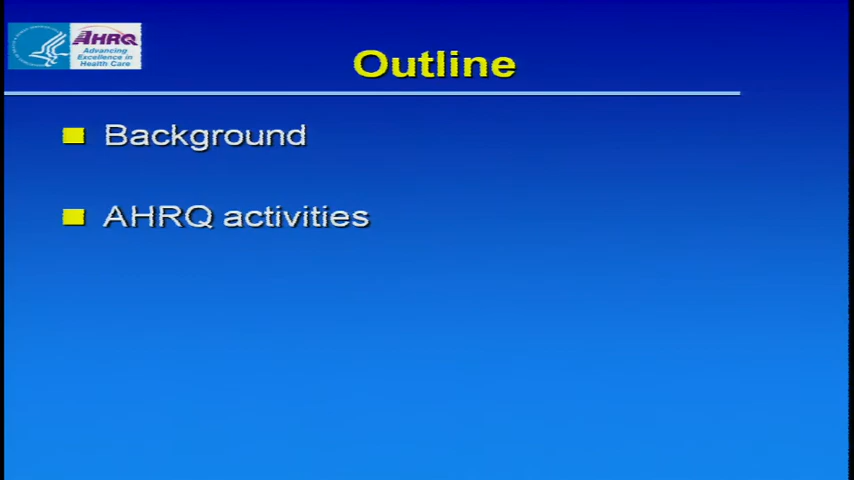 AHRQ
Advancing
Excellence in
Health Care
Outline
Background
AHRQ activities